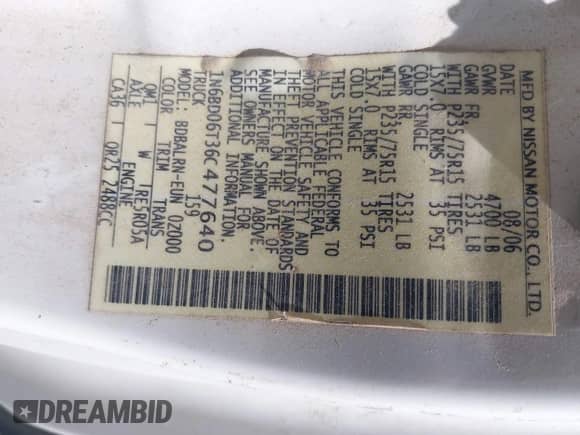 MFD BY NISSAN MOTOR CO., LTD.
DATE 08/06
GVWR 4700 LB
GAWR FR. 2531 LB
WITH P235/75R15 TIRES
15X7.0 RIMS AT 35 PSI
COLD SINGLE
GAWR RR. 2531 LB
WITH P235/75R15 TIRES
15X7.0 RIMS AT 35 PSI
COLD SINGLE
THIS VEHICLE CONFORMS TO
ALL APPLICABLE FEDERAL
MOTOR VEHICLE SAFETY AND
THEFT PREVENTION STANDARDS
IN EFFECT ON THE DATE OF
MANUFACTURE SHOWN ABOVE.
SEE OWNERS MANUAL FOR
ADDITIONAL INFORMATION.
1N6BD06T36C477640
TRUCK I59
MODEL: BDBALRN-EUN 0Z000
COLOR TRIM TRANS
QM1 W
AXLE ENGINE
CA36 QR25 2488CC
DREAMBID